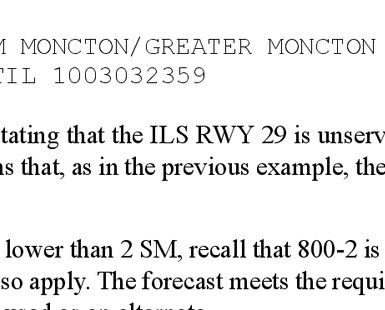 MONCTON/GREATER MONCTON
TIL 1003032359
tating that the ILS RWY 29 is unserv
ns that, as in the previous example, the
lower than 2 SM, recall that 800-2 is
so apply. The forecast meets the requi